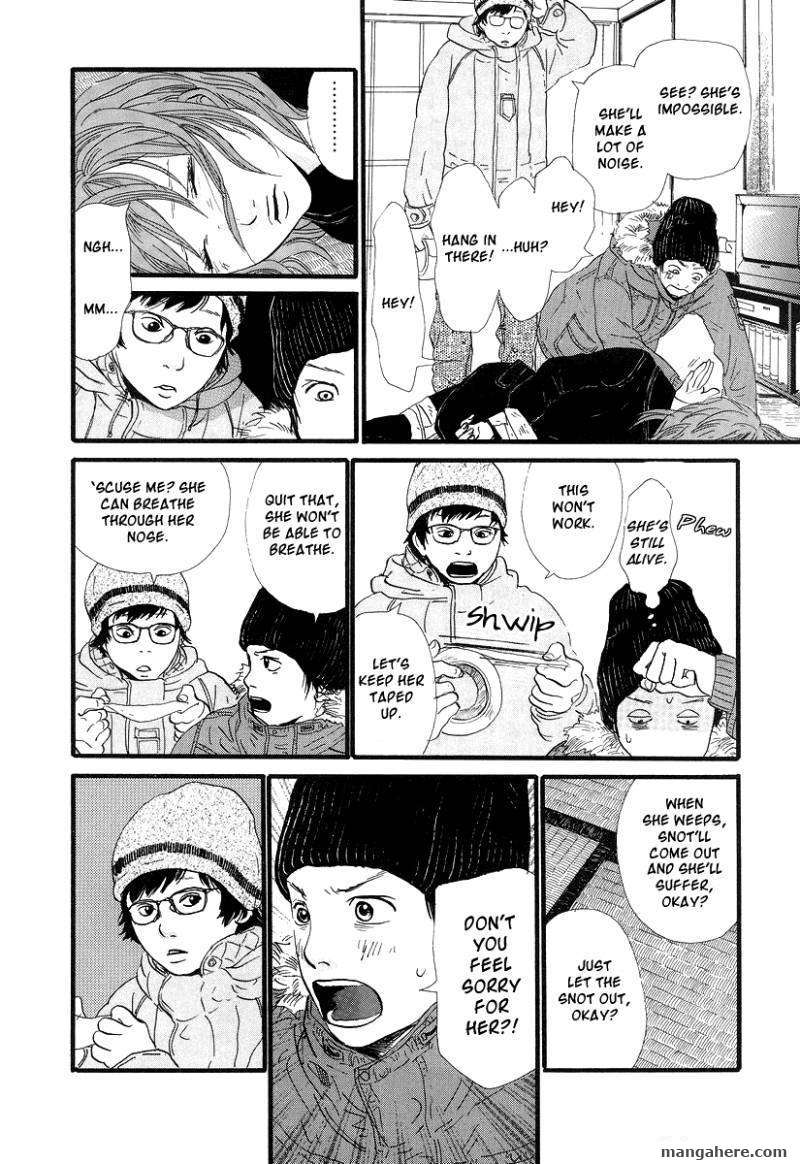 SEE? SHE'S
IMPOSSIBLE.
SHE'LL
MAKE A
LOT OF
NOISE.
HEY!
HANG IN
THERE!
...HUH?
HEY!
.........
NGH...
MM...
Phew
SHE'S
STILL
ALIVE.
THIS
WON'T
WORK.
Shwip
LET'S
KEEP HER
TAPED
UP.
QUIT THAT,
SHE WON'T
BE ABLE TO
BREATHE.
'SCUSE ME? SHE
CAN BREATHE
THROUGH HER
NOSE.
WHEN
SHE WEEPS,
SNOT'LL
COME OUT
AND SHE'LL
SUFFER,
OKAY?
JUST
LET THE
SNOT OUT,
OKAY?
DON'T
YOU
FEEL
SORRY
FOR
HER?!
mangahere.com